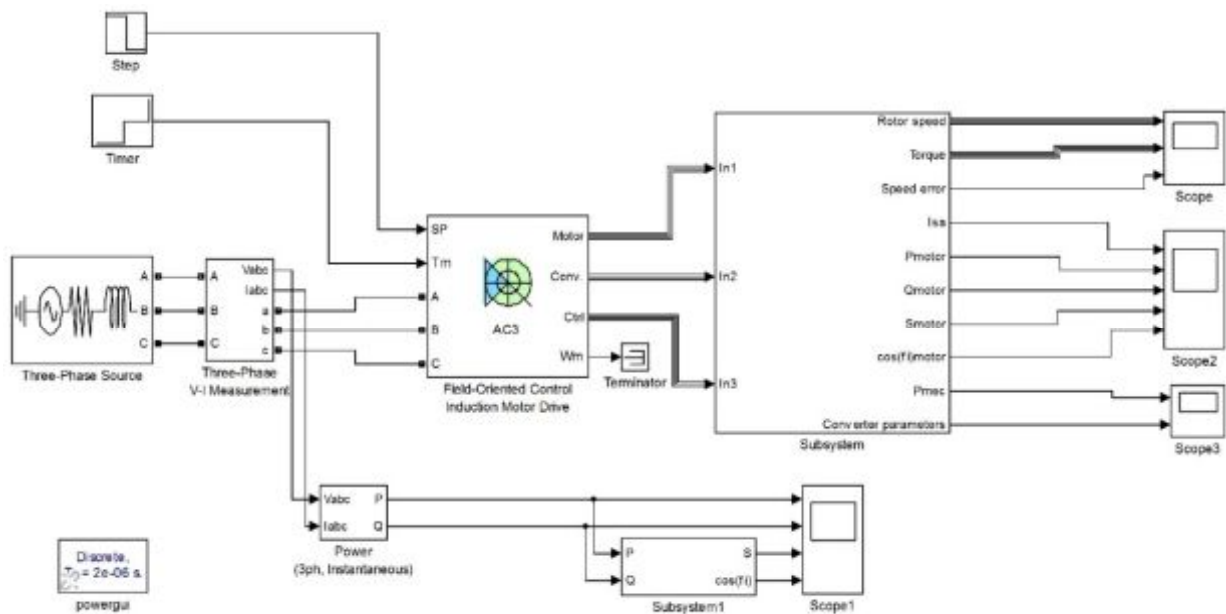 Step
Timer
Three-Phase Source
A
B
C
A
B
C
Vabc
Iabc
a
b
c
Three-Phase
V-I Measurement
SP
Tm
A
B
C
AC3
Motor
Conv.
Ctrl
Wm
Field-Oriented Control
Induction Motor Drive
Terminator
In1
In2
In3
Rotor speed
Torque
Speed error
Isa
Pmotor
Qmotor
Smotor
cos(fi)motor
Pmec
Converter parameters
Subsystem
Scope
Scope2
Scope3
Vabc
Iabc
P
Q
Power
(3ph, Instantaneous)
P
Q
S
cos(fi)
Subsystem1
Scope1
Discrete,
= 2e-06 s.
powergui